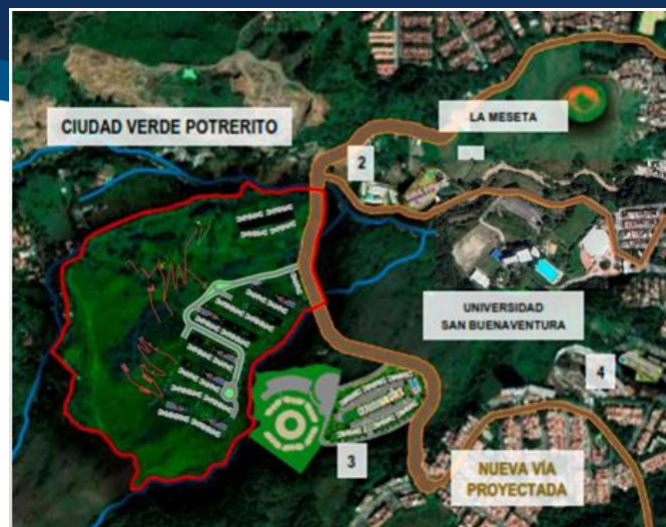 CIUDAD VERDE POTRERITO
LA MESETA
2
UNIVERSIDAD
SAN BUENAVENTURA
4
3
NUEVA VÍA
PROYECTADA